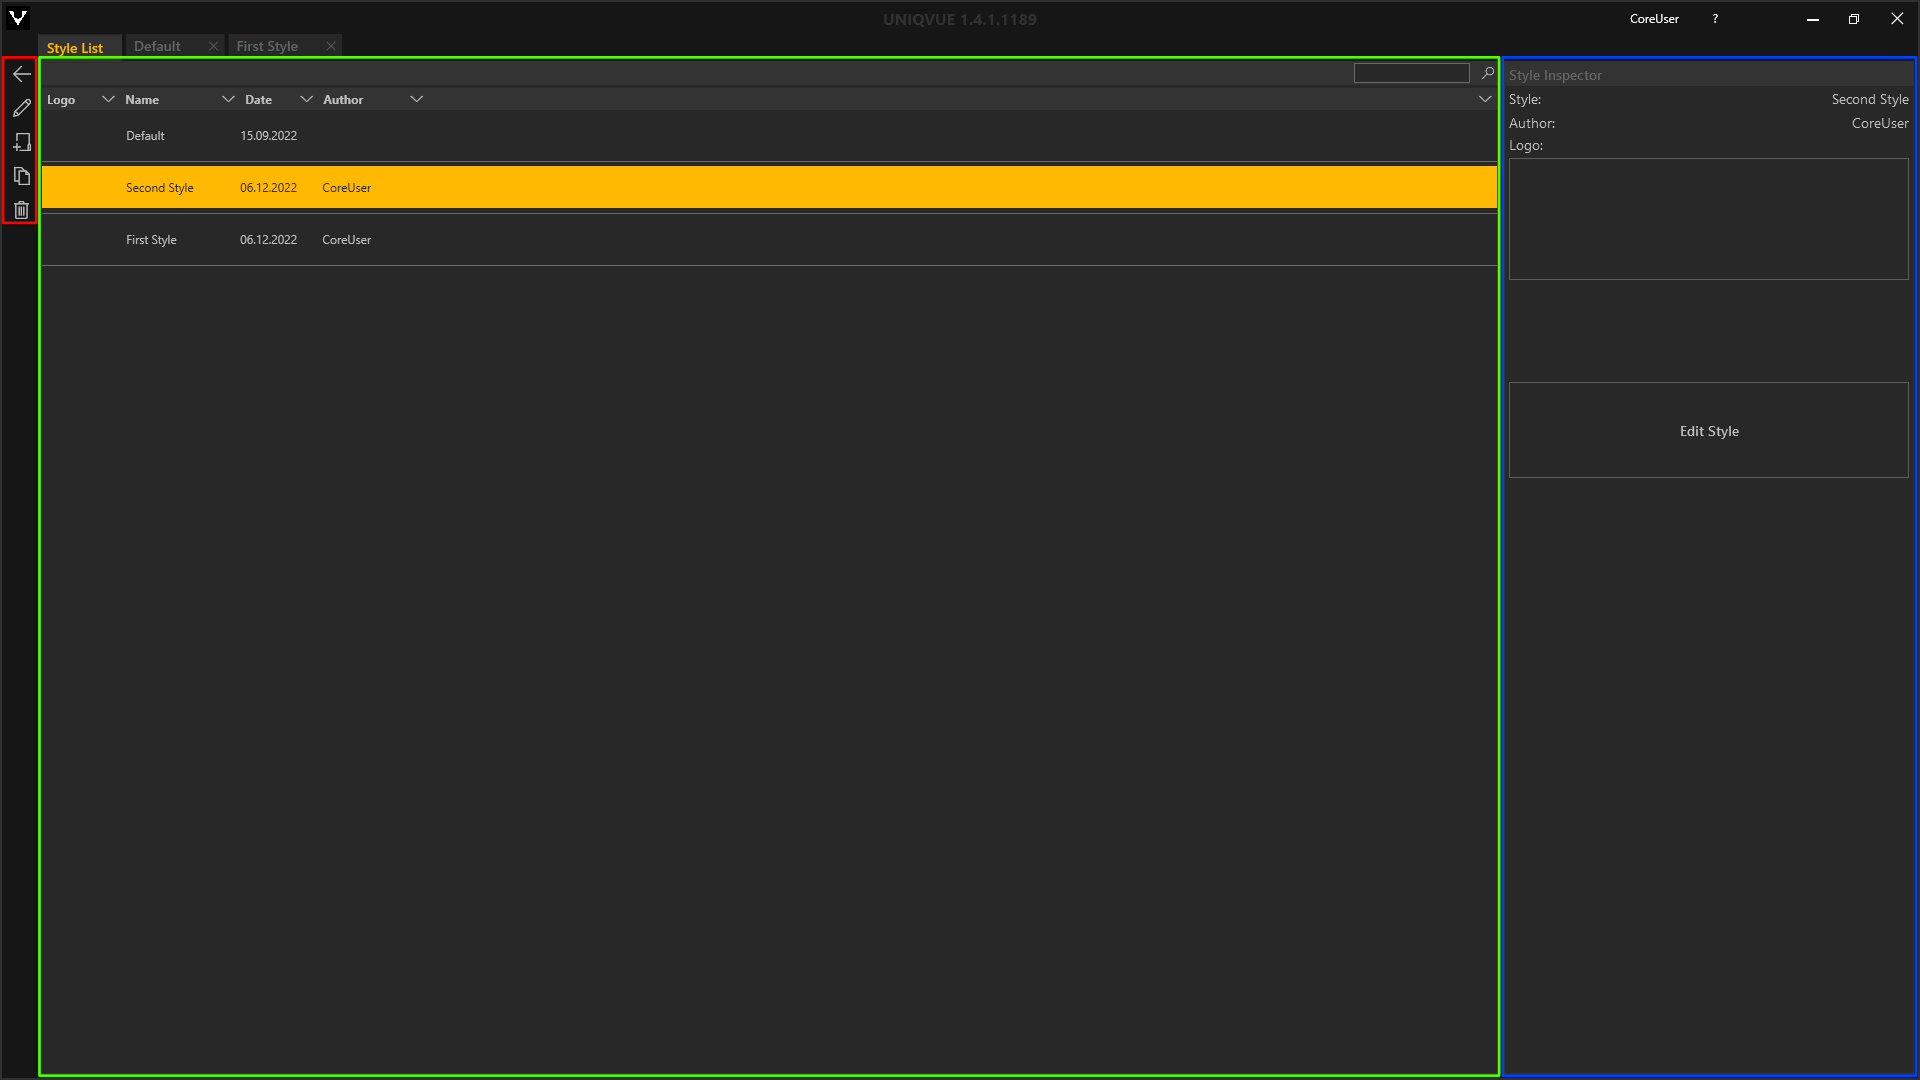 UNIQVUE 1.4.1.1189
CoreUser ?
Style List Default First Style
Style Inspector
Logo Name Date Author
Style: Second Style
Author: CoreUser
Logo:
Default 15.09.2022
Second Style 06.12.2022 CoreUser
First Style 06.12.2022 CoreUser
Edit Style